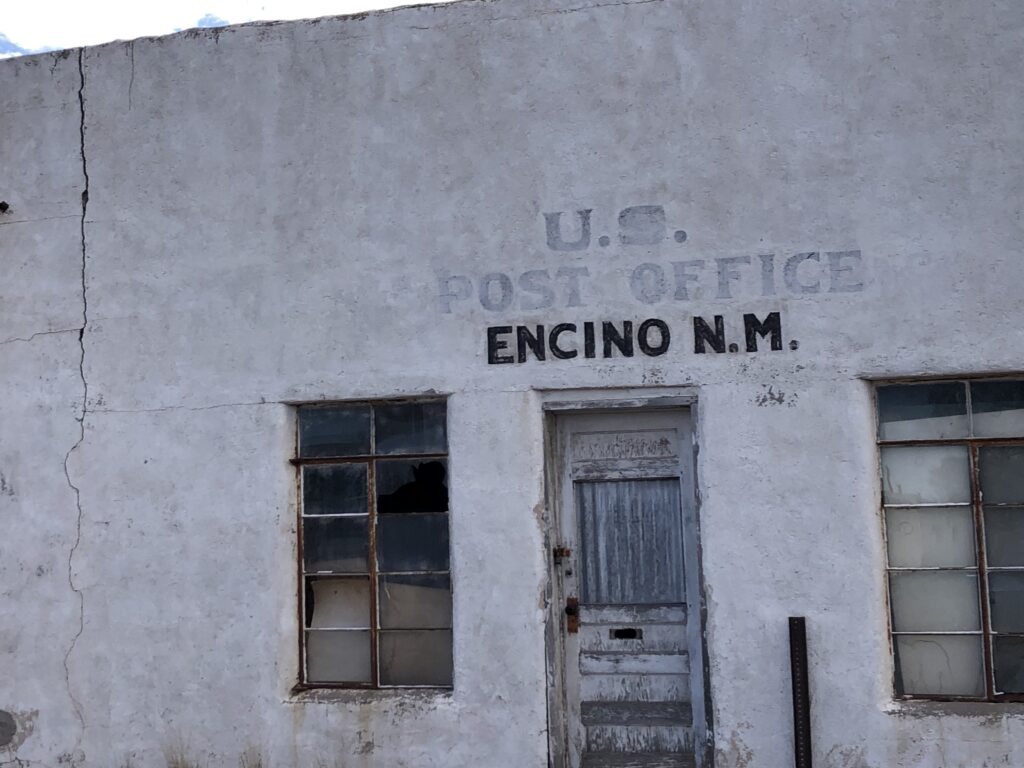 U.S.
POST OFFICE
ENCINO N.M.